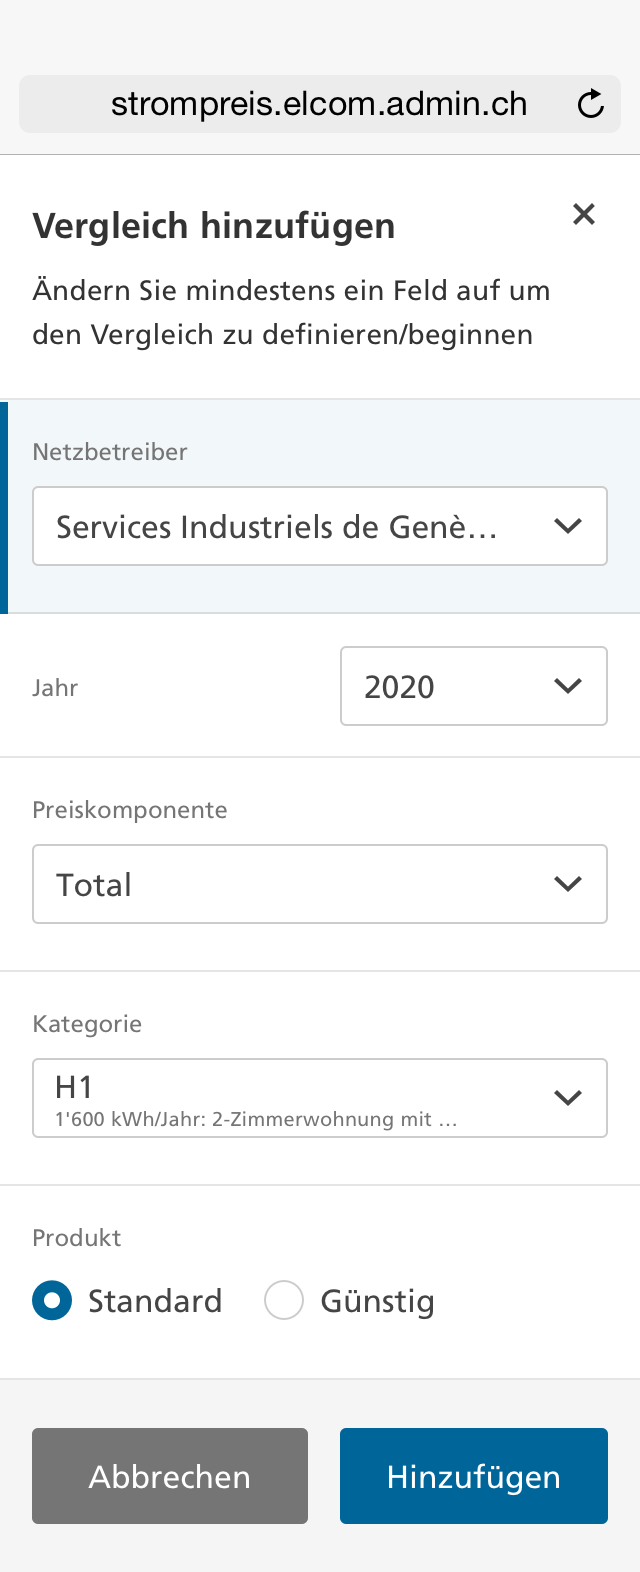 strompreis.elcom.admin.ch
Vergleich hinzufügen
Ändern Sie mindestens ein Feld auf um
den Vergleich zu definieren/beginnen
Netzbetreiber
Services Industriels de Genè...
Jahr
2020
Preiskomponente
Total
Kategorie
H1
1'600 kWh/Jahr: 2-Zimmerwohnung mit ...
Produkt
Standard
Günstig
Abbrechen
Hinzufügen